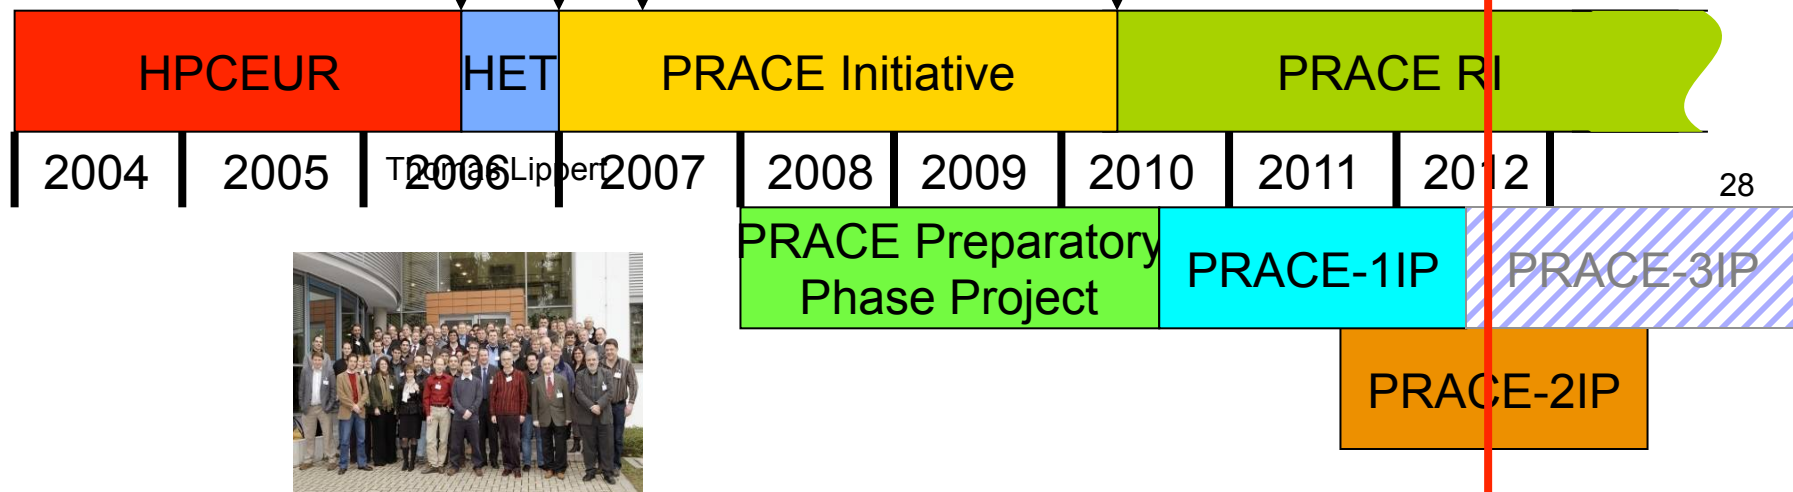 HPCEUR HET PRACE Initiative PRACE RI
2004 2005 2006 2007 2008 2009 2010 2011 2012
Thomas Lippert
28
PRACE Preparatory
Phase Project
PRACE-1IP
PRACE-3IP
PRACE-2IP